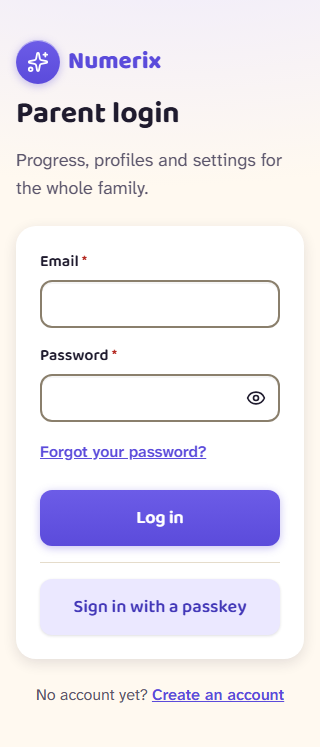 Numerix
Parent login
Progress, profiles and settings for
the whole family.
Email *
Password *
Forgot your password?
Log in
Sign in with a passkey
No account yet? Create an account